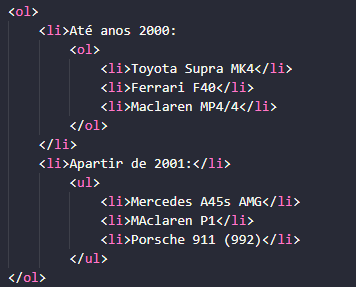 <ol>
    <li>Até anos 2000:
        <ol>
            <li>Toyota Supra MK4</li>
            <li>Ferrari F40</li>
            <li>Maclaren MP4/4</li>
        </ol>
    </li>
    <li>Apartir de 2001:</li>
        <ul>
            <li>Mercedes A45s AMG</li>
            <li>MAclaren P1</li>
            <li>Porsche 911 (992)</li>
        </ul>
</ol>